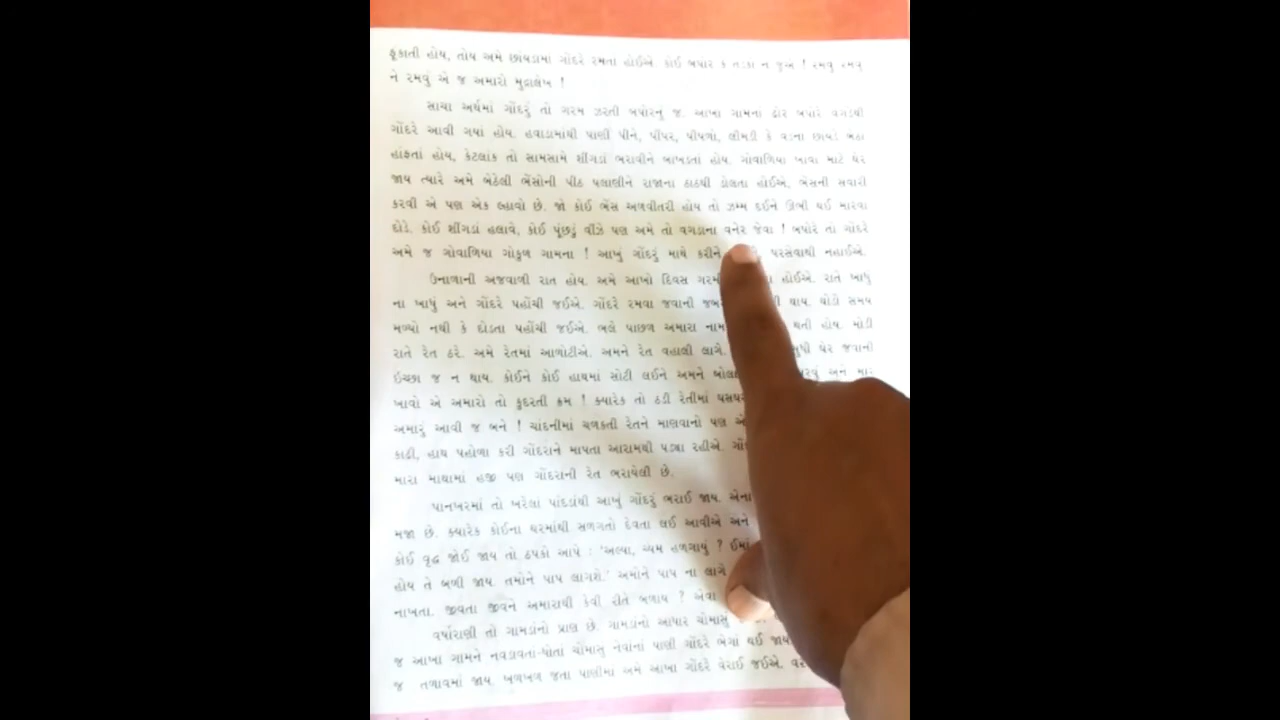 ફૂંકાતી હોય, તોય અમે છાંયડામાં ગોંદરે રમતા હોઈએ. કોઈ બપોર કે તડકા ન જુએ ! રમવું રમવું
ને રમવું એ જ અમારો મુદ્રાલેખ !
સાચા અર્થમાં ગોંદરું તો ગરમ ઝરતી બપોરનું જ. આખા ગામના ઢોર બપોરે વગડેથી
ગોંદરે આવી ગયાં હોય. હવાડામાંથી પાણી પીને, પીંપર, પીપળા, લીમડી કે વડના છાંયડે બેઠા
હાંફતાં હોય, કેટલાંક તો સામસામે શીંગડાં ભરાવીને બાખડતા હોય. ગોવાળિયા ખાવા માટે ઘેર
જાય ત્યારે અમે બેઠેલી ભેંસોની પીઠ પલાણીને રાજાના ઠાઠથી ડોલતા હોઈએ. ભેંસની સવારી
કરવી એ પણ એક લહાવો છે. જો કોઈ ભેંસ અળવીતરી હોય તો ઝમ્મ દઈને ઊભી થઈ મારવા
દોડે. કોઈ શીંગડાં હલાવે, કોઈ પૂંછડું વીંઝે પણ અમે તો વગડાના વનેર જેવા ! બપોરે તો ગોંદરે
અમે જ ગોવાળિયા ગોકુળ ગામના ! આખું ગોંદરું માથે કરીને પરસેવાથી નહાઈએ.
ઉનાળાની અજવાળી રાત હોય. અમે આખો દિવસ હોઈએ. રાતે ખાધું
ના ખાધું અને ગોંદરે પહોંચી જઈએ. ગોંદરે રમવા જવાની થાય. થોડો સમય
મળ્યો નથી કે દોડતા પહોંચી જઈએ. ભલે પાછળ અમારા નામ થતી હોય. મોડી
રાતે રેત ઠરે. અમે રેતમાં આળોટીએ. અમને રેત વહાલી લાગે. સુધી ઘેર જવાની
ઇચ્છા જ ન થાય. કોઈને કોઈ હાથમાં સોટી લઈને અમને અને માર
ખાવો એ અમારો તો કુદરતી ક્રમ ! ક્યારેક તો ઠંડી રેતીમાં
અમારું આવી જ બને ! ચાંદનીમાં ચળકતી રેતને માણવાનો પણ
કાઢી, હાથ પહોળા કરી ગોંદરાને માપતા આરામથી પડ્યા રહીએ.
મારા માથામાં હજી પણ ગોંદરાની રેત ભરાયેલી છે.
પાનખરમાં તો ખરેલા પાંદડાંથી આખું ગોંદરું ભરાઈ જાય. એના
મજા છે. ક્યારેક કોઈના ઘરમાંથી સળગતો દેવતા લઈ આવીએ અને
કોઈ વૃદ્ધ જોઈ જાય તો ઠપકો આપે : 'અલ્યા, ચ્યમ હળગાયું ? ઈમાં
હોય તે બળી જાય. તમોને પાપ લાગશે.' અમોને પાપ ના લાગે
નાખતા. જીવતા જીવને અમારાથી કેવી રીતે બળાય ? એવા
વર્ષારાણી તો ગામડાંનો પ્રાણ છે. ગામડાંનો આધાર ચોમાસુ
જ આખા ગામને નવડાવતા-ધોતાં ચોમાસુ નેવાંનાં પાણી ગોંદરે ભેગાં થઈ જાય
જ તળાવમાં જાય. ખળખળ જતા પાણીમાં અમે આખા ગોંદરે વેરાઈ જઈએ.